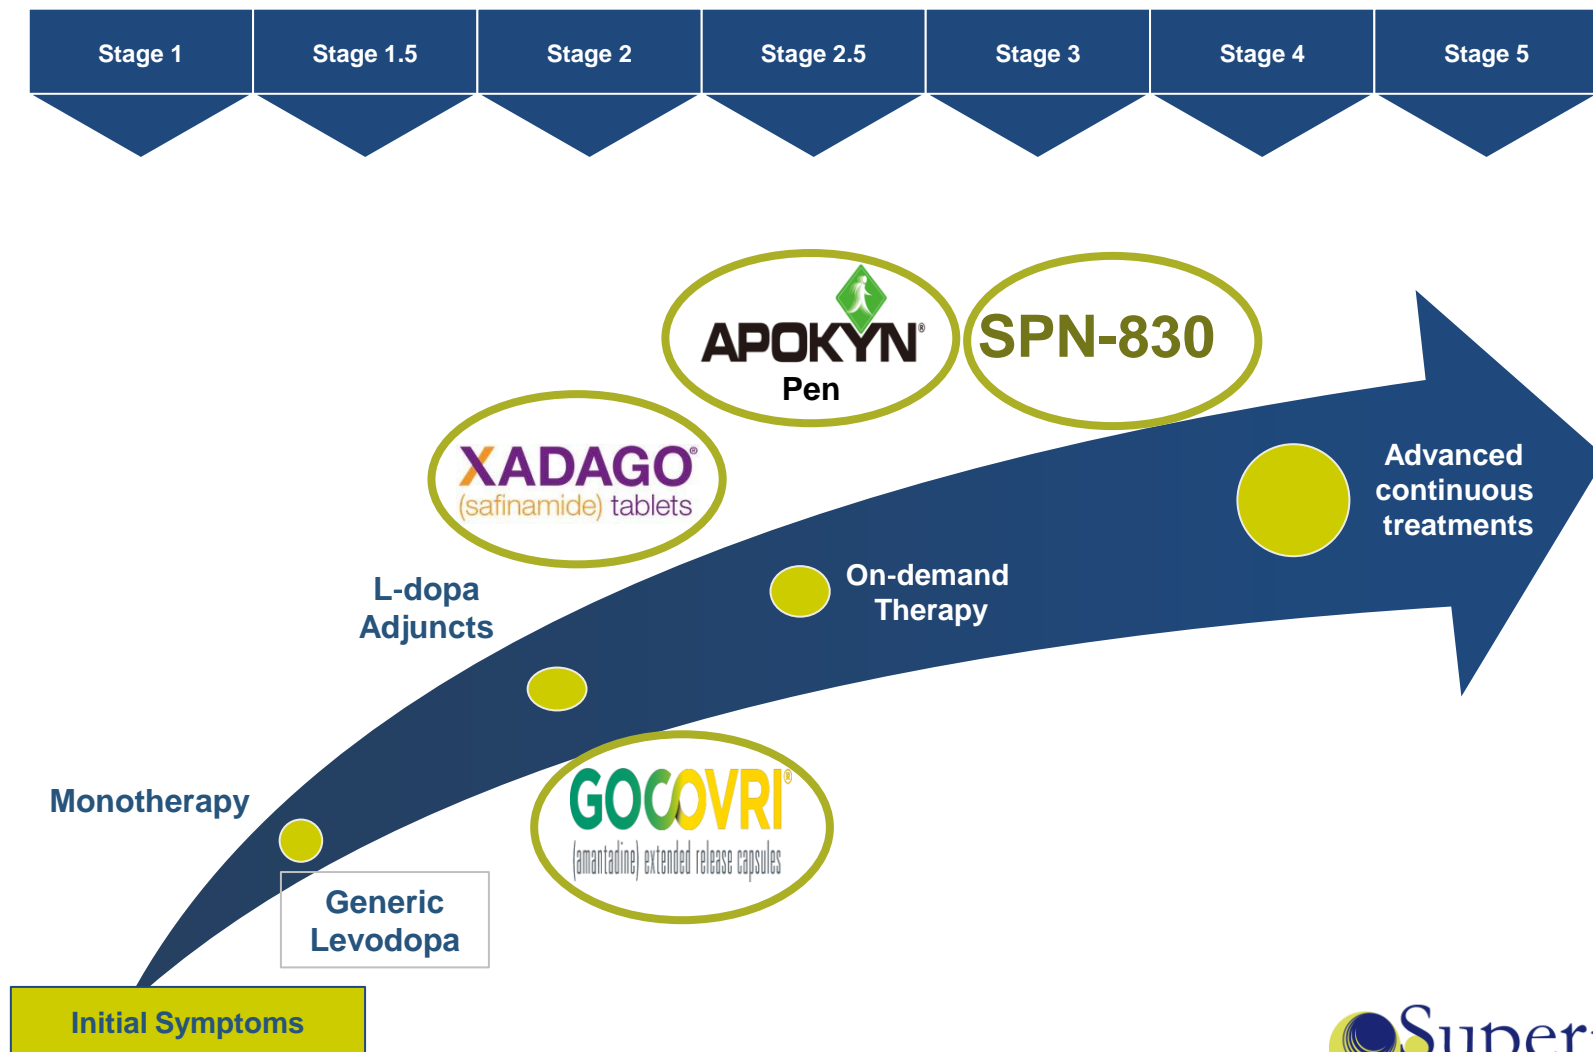 Stage 1
Stage 1.5
Stage 2
Stage 2.5
Stage 3
Stage 4
Stage 5
APOKYN®
Pen
SPN-830
XADAGO®
(safinamide) tablets
Advanced
continuous
treatments
On-demand
Therapy
L-dopa
Adjuncts
GOCOVRI®
(amantadine) extended release capsules
Monotherapy
Generic
Levodopa
Initial Symptoms